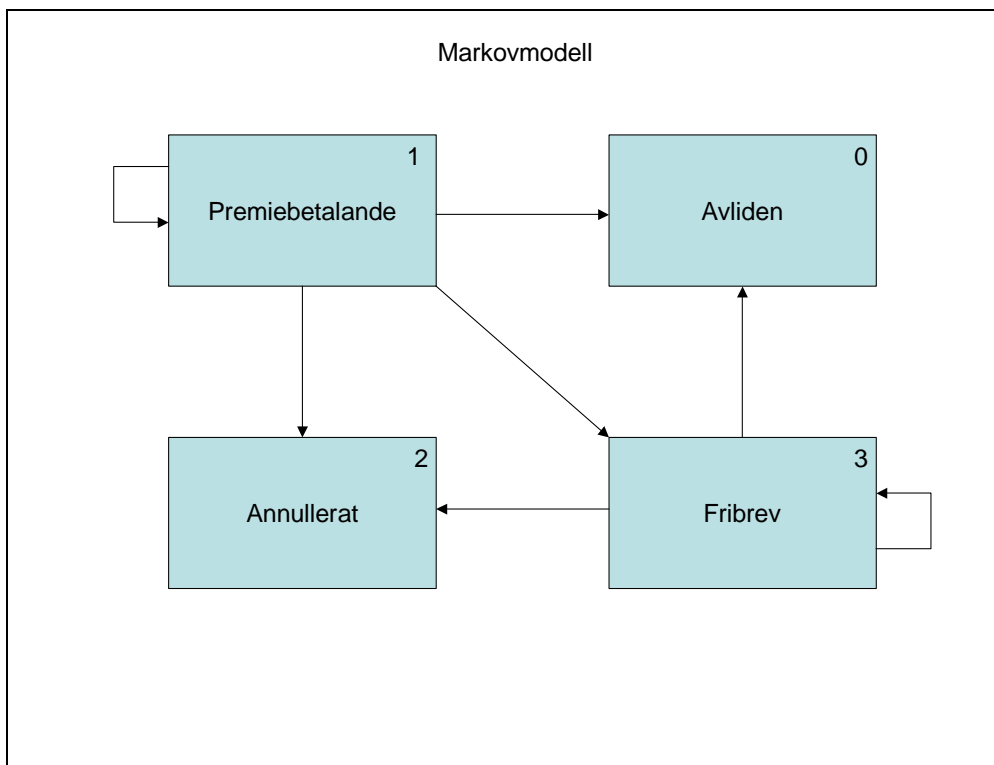 Markovmodell
1
Premiebetalande
0
Avliden
2
Annullerat
3
Fribrev